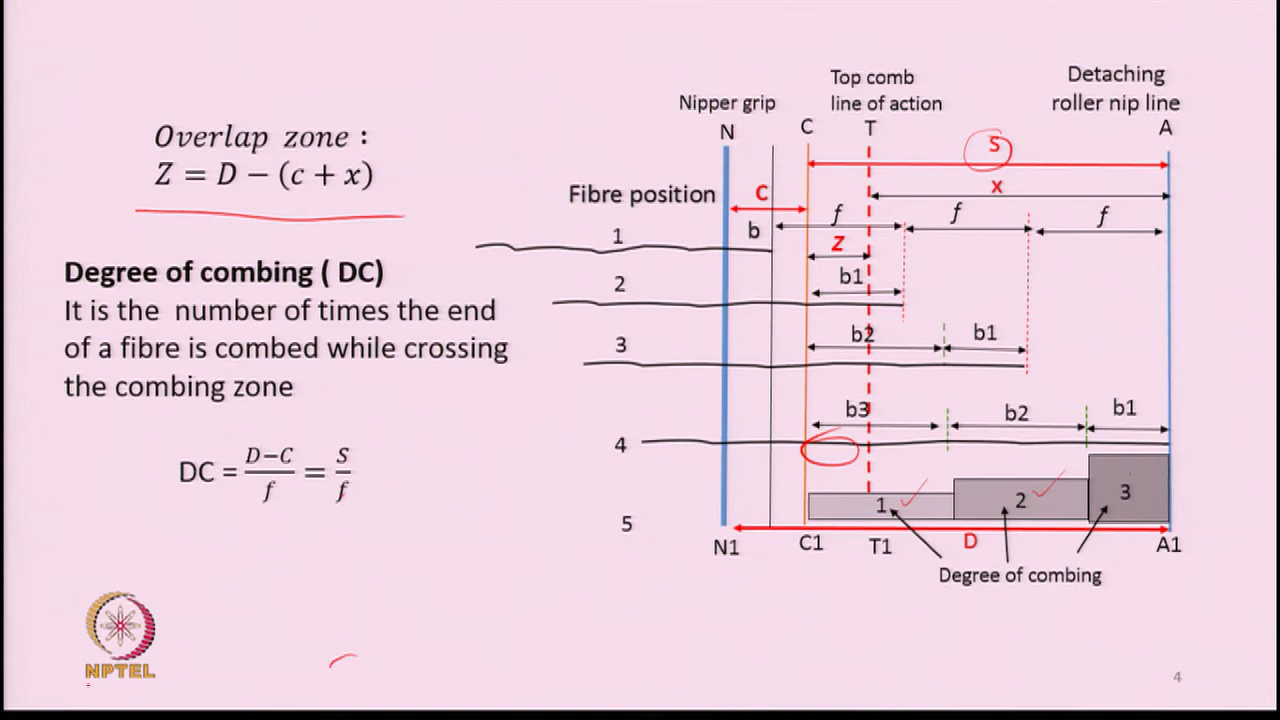 Overlap zone :
Z = D − (c + x)
Degree of combing ( DC)
It is the number of times the end
of a fibre is combed while crossing
the combing zone
DC = D−C/f = S/f
NPTEL
Nipper grip
Top comb
line of action
Detaching
roller nip line
N C T A
S
x
Fibre position
C
f f f
1 b Z
2 b1
3 b2 b1
4 b3 b2 b1
1 2 3
5
N1 C1 T1 D A1
Degree of combing
4